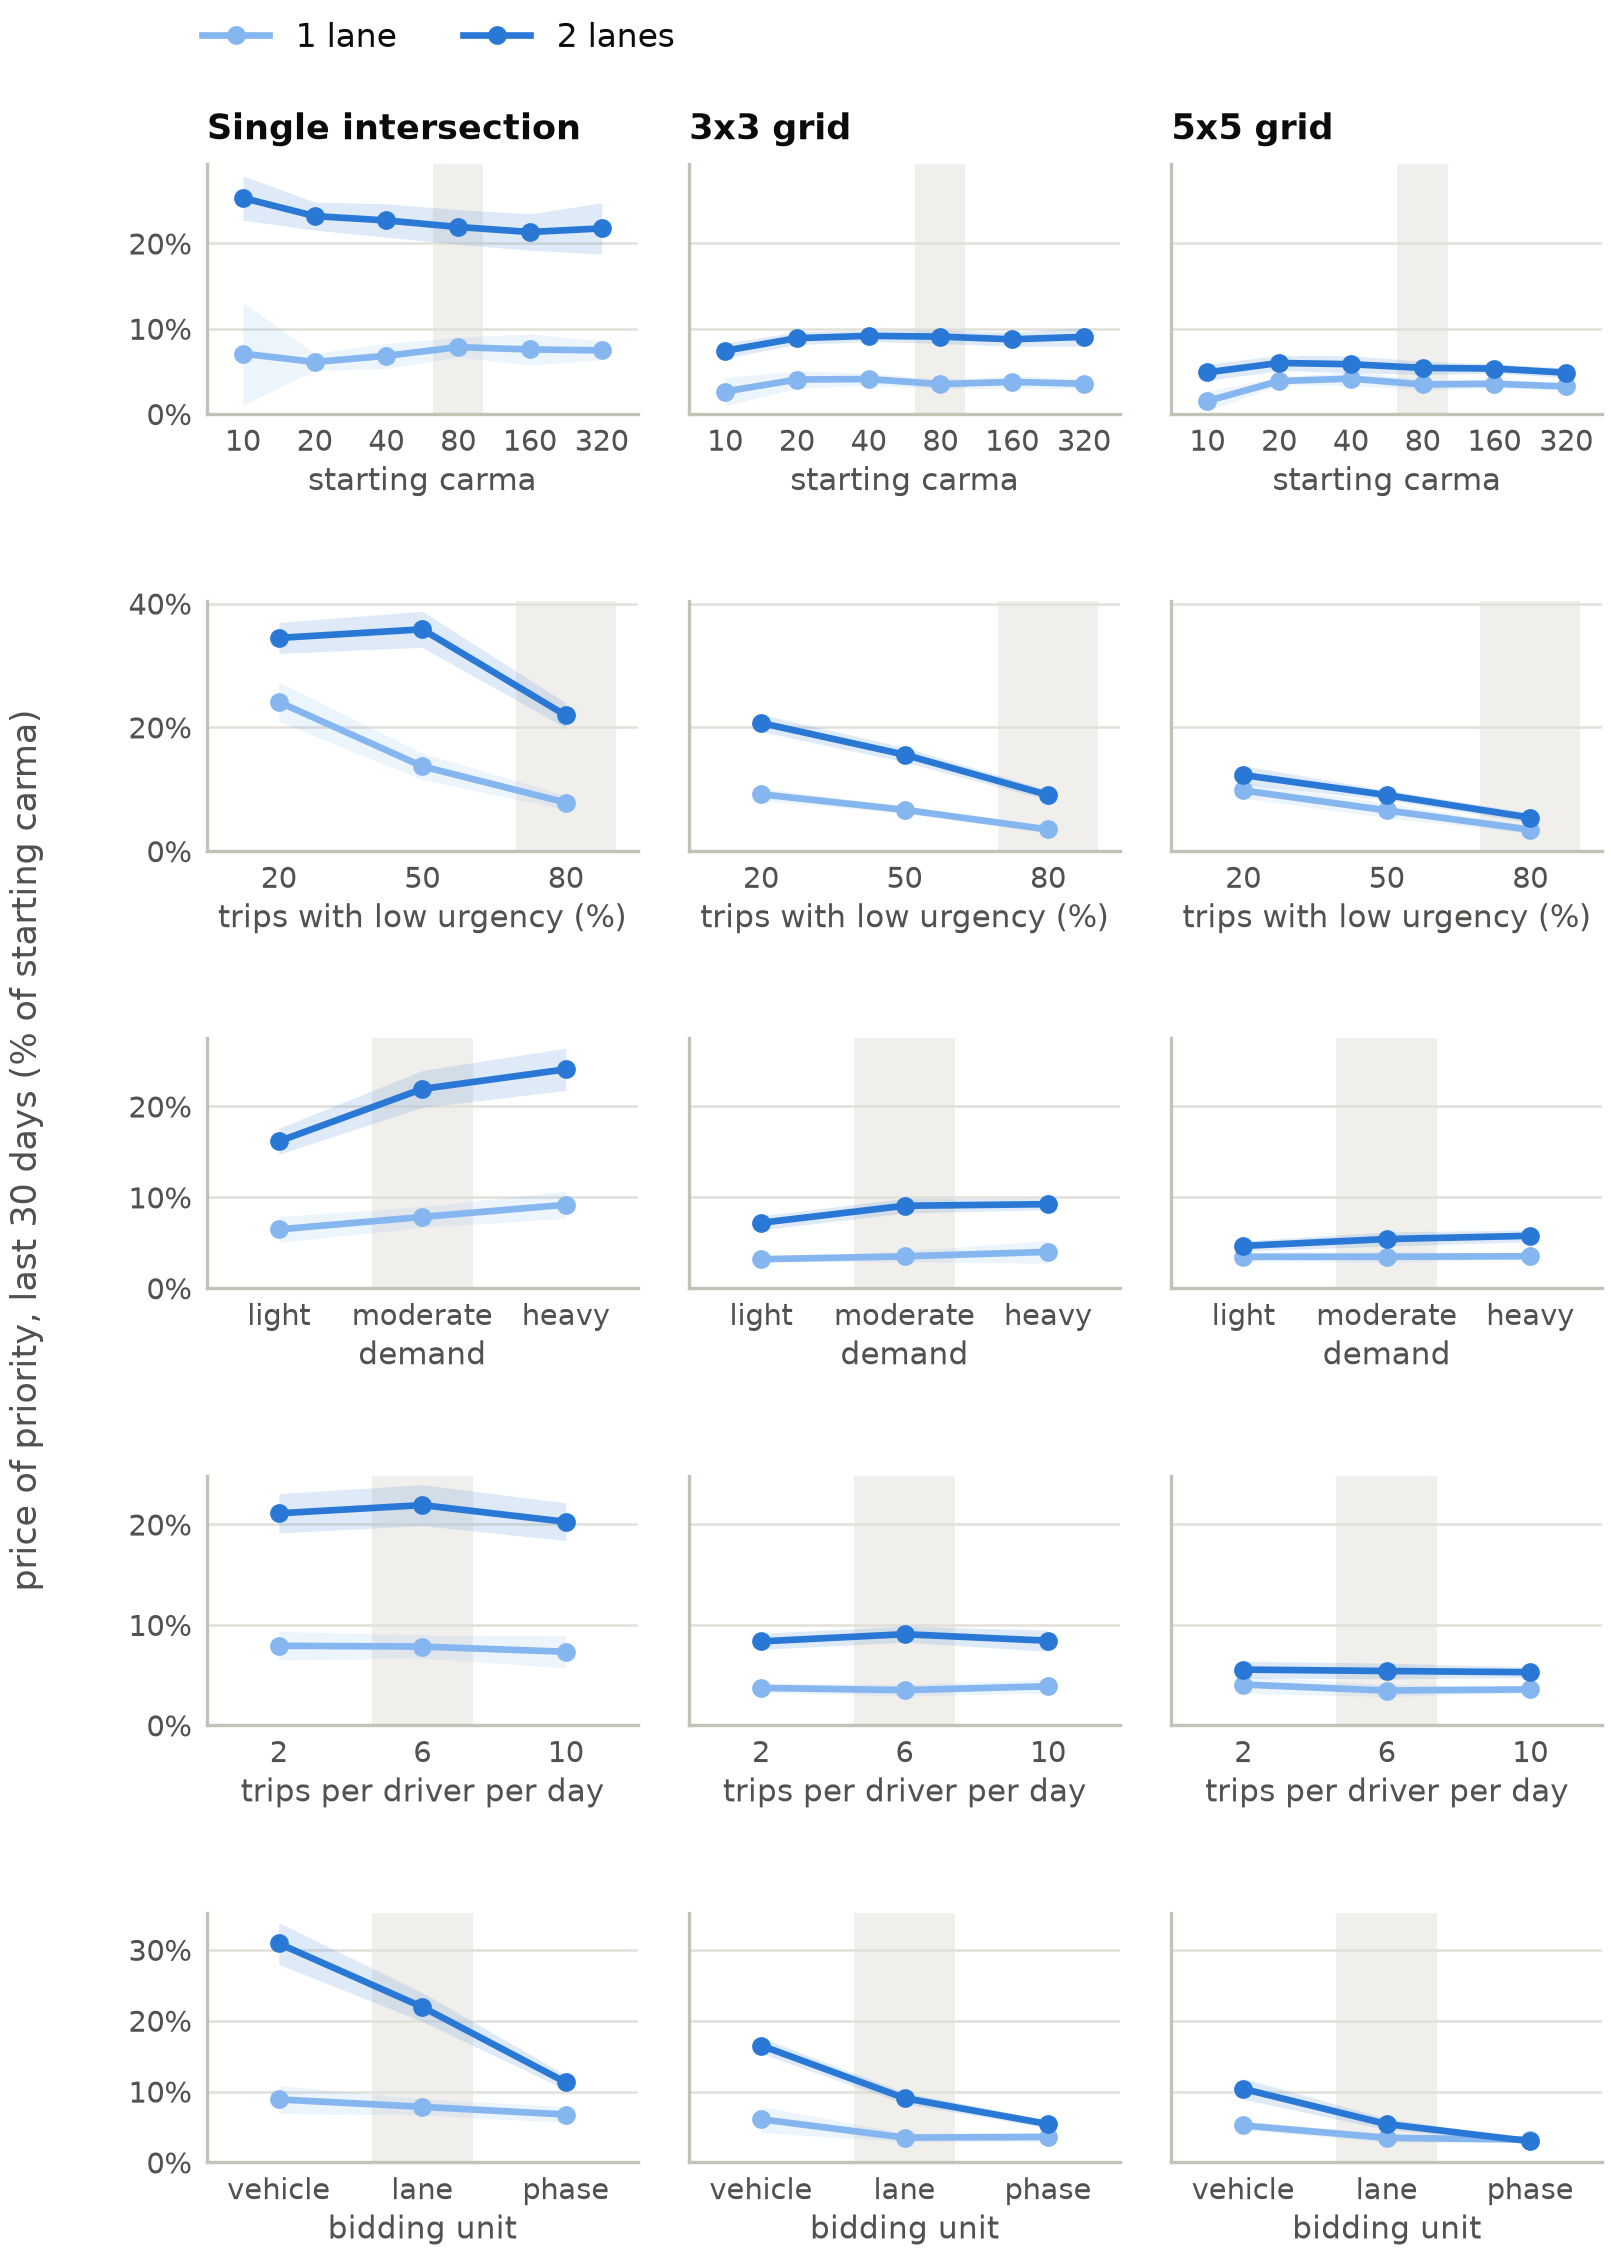 1 lane 2 lanes
Single intersection 3x3 grid 5x5 grid
20%
10%
0%
10 20 40 80 160 320 10 20 40 80 160 320 10 20 40 80 160 320
starting carma starting carma starting carma
40%
20%
0%
20 50 80 20 50 80 20 50 80
trips with low urgency (%) trips with low urgency (%) trips with low urgency (%)
price of priority, last 30 days (% of starting carma)
20%
10%
0%
light moderate heavy light moderate heavy light moderate heavy
demand demand demand
20%
10%
0%
2 6 10 2 6 10 2 6 10
trips per driver per day trips per driver per day trips per driver per day
30%
20%
10%
0%
vehicle lane phase vehicle lane phase vehicle lane phase
bidding unit bidding unit bidding unit